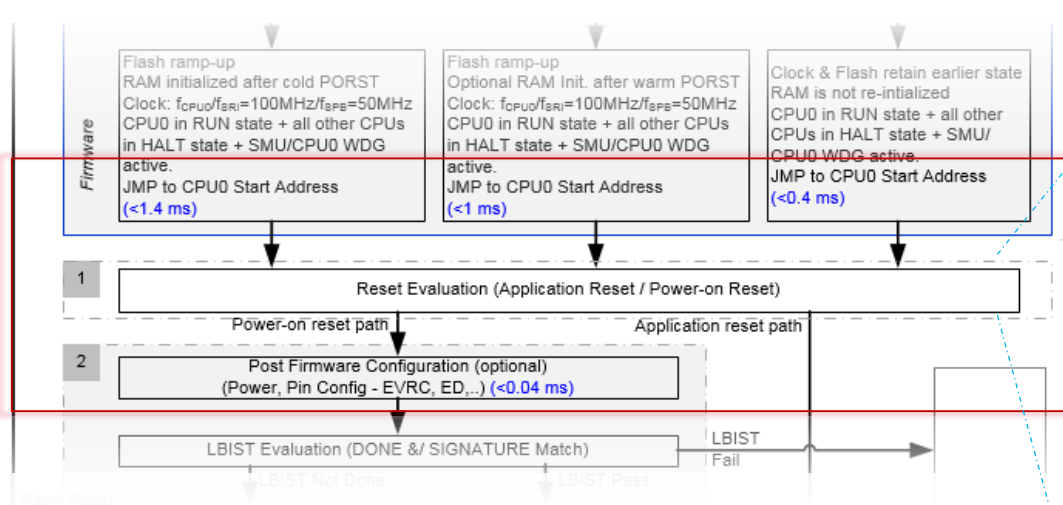 Firmware
Flash ramp-up
RAM initialized after cold PORST
Clock: fCPU0/fSRI=100MHz/fSPB=50MHz
CPU0 in RUN state + all other CPUs
in HALT state + SMU/CPU0 WDG
active.
JMP to CPU0 Start Address
(<1.4 ms)
Flash ramp-up
Optional RAM Init. after warm PORST
Clock: fCPU0/fSRI=100MHz/fSPB=50MHz
CPU0 in RUN state + all other CPUs
in HALT state + SMU/CPU0 WDG
active.
JMP to CPU0 Start Address
(<1 ms)
Clock & Flash retain earlier state
RAM is not re-intialized
CPU0 in RUN state + all other
CPUs in HALT state + SMU/
CPU0 WDG active.
JMP to CPU0 Start Address
(<0.4 ms)
1
Reset Evaluation (Application Reset / Power-on Reset)
Power-on reset path
Application reset path
2
Post Firmware Configuration (optional)
(Power, Pin Config - EVRC, ED,..) (<0.04 ms)
LBIST Evaluation (DONE &/ SIGNATURE Match)
LBIST
Fail
LBIST Not Done
LBIST Pass
Warm Reset